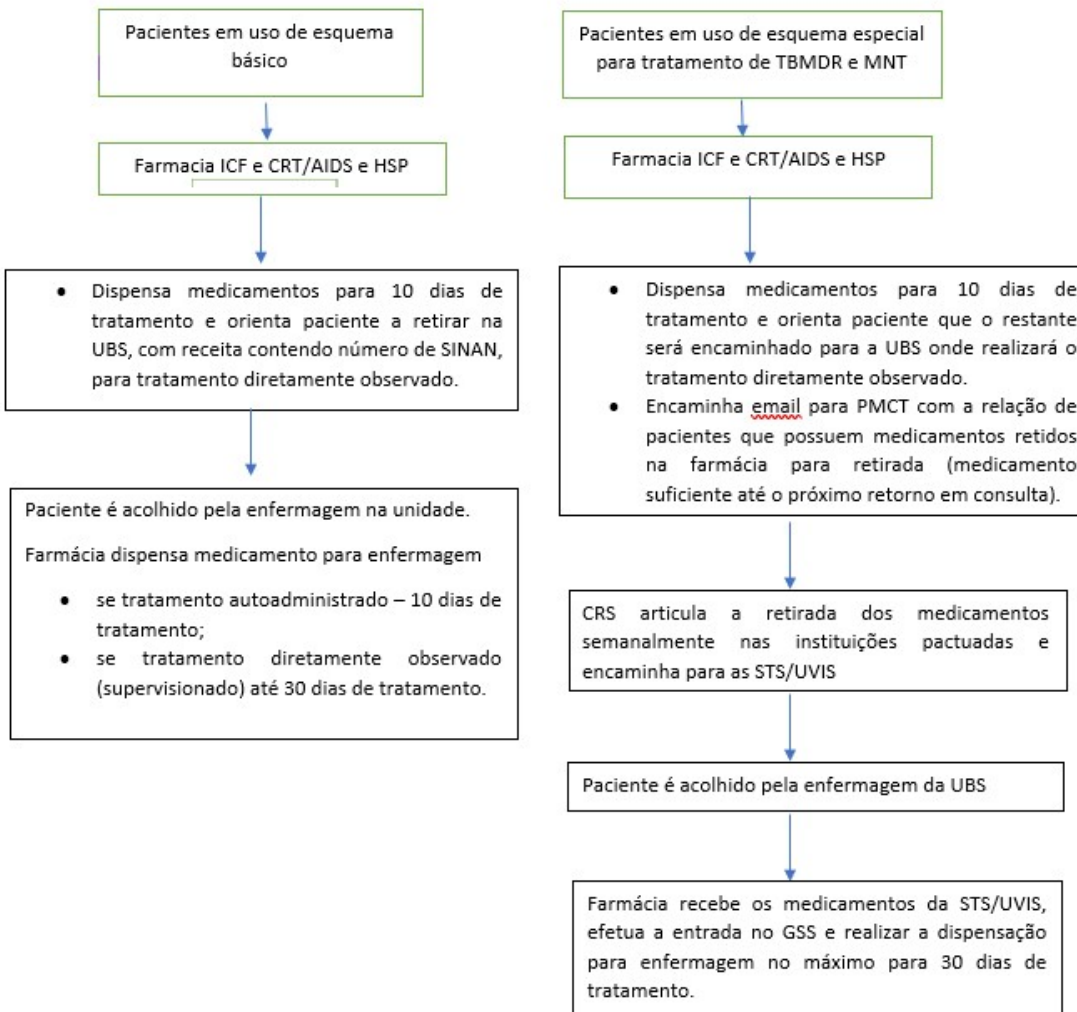 Pacientes em uso de esquema
básico
Farmacia ICF e CRT/AIDS e HSP
• Dispensa medicamentos para 10 dias de
tratamento e orienta paciente a retirar na
UBS, com receita contendo número de SINAN,
para tratamento diretamente observado.
Paciente é acolhido pela enfermagem na unidade.
Farmácia dispensa medicamento para enfermagem
• se tratamento autoadministrado – 10 dias de
tratamento;
• se tratamento diretamente observado
(supervisionado) até 30 dias de tratamento.
Pacientes em uso de esquema especial
para tratamento de TBMDR e MNT
Farmácia ICF e CRT/AIDS e HSP
• Dispensa medicamentos para 10 dias de
tratamento e orienta paciente que o restante
será encaminhado para a UBS onde realizará o
tratamento diretamente observado.
• Encaminha email para PMCT com a relação de
pacientes que possuem medicamentos retidos
na farmácia para retirada (medicamento
suficiente até o próximo retorno em consulta).
CRS articula a retirada dos medicamentos
semanalmente nas instituições pactuadas e
encaminha para as STS/UVIS
Paciente é acolhido pela enfermagem da UBS
Farmácia recebe os medicamentos da STS/UVIS,
efetua a entrada no GSS e realizar a dispensação
para enfermagem no máximo para 30 dias de
tratamento.